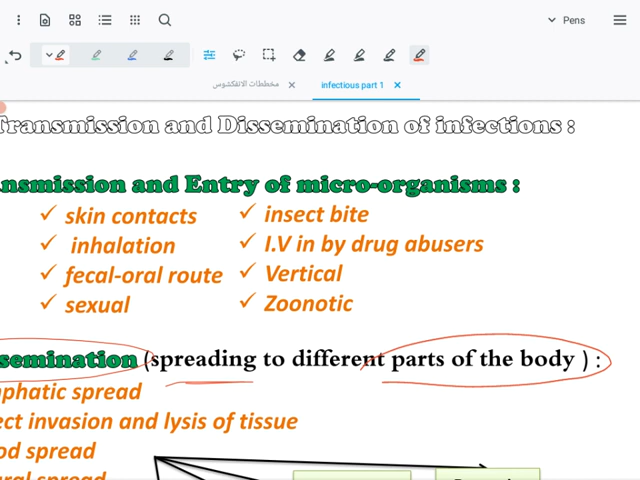 Pens
مخططات الانفكشوس
infectious part 1
Transmission and Dissemination of infections :
nsmission and Entry of micro-organisms :
✓ skin contacts
✓ inhalation
✓ fecal-oral route
✓ sexual
✓ insect bite
✓ I.V in by drug abusers
✓ Vertical
✓ Zoonotic
semination (spreading to different parts of the body ) :
phatic spread
ect invasion and lysis of tissue
od spread